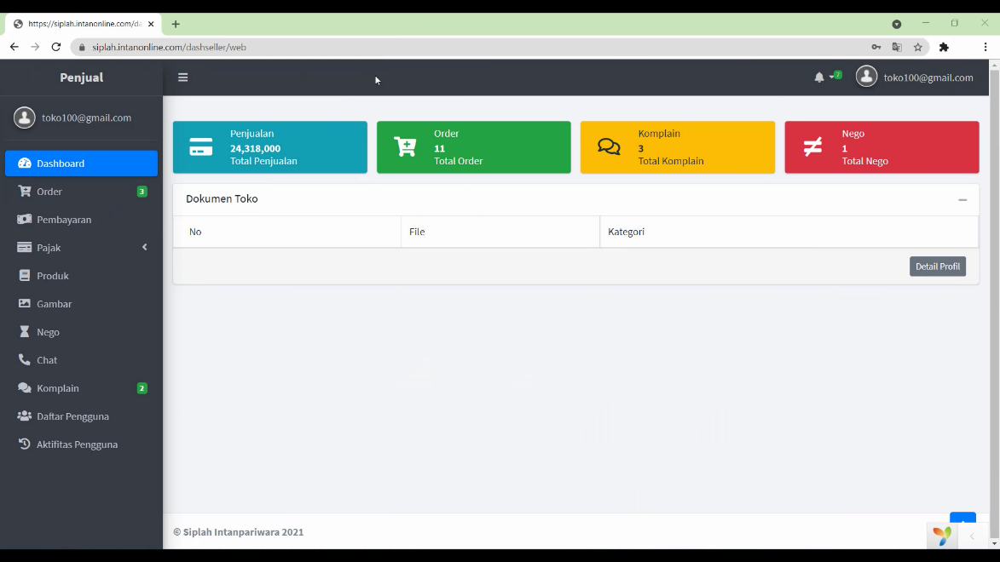 https://siplah.intanonline.com/da
siplah.intanonline.com/dashseller/web
Penjual
7
toko100@gmail.com
toko100@gmail.com
Dashboard
Order 3
Pembayaran
Pajak
Produk
Gambar
Nego
Chat
Komplain 2
Daftar Pengguna
Aktifitas Pengguna
Penjualan
24,318,000
Total Penjualan
Order
11
Total Order
Komplain
3
Total Komplain
Nego
1
Total Nego
Dokumen Toko
No File Kategori
Detail Profil
© Siplah Intanpariwara 2021